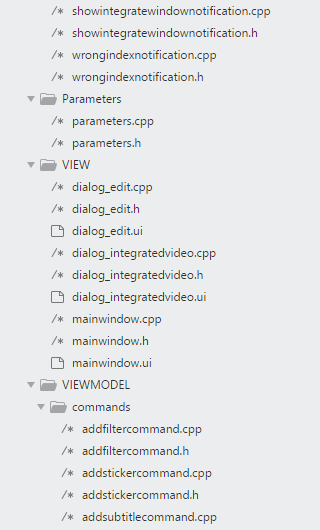 /* showintegratewindownotification.cpp
/* showintegratewindownotification.h
/* wrongindexnotification.cpp
/* wrongindexnotification.h
Parameters
/* parameters.cpp
/* parameters.h
VIEW
/* dialog_edit.cpp
/* dialog_edit.h
dialog_edit.ui
/* dialog_integratedvideo.cpp
/* dialog_integratedvideo.h
dialog_integratedvideo.ui
/* mainwindow.cpp
/* mainwindow.h
mainwindow.ui
VIEWMODEL
commands
/* addfiltercommand.cpp
/* addfiltercommand.h
/* addstickercommand.cpp
/* addstickercommand.h
/* addsubtitlecommand.cpp